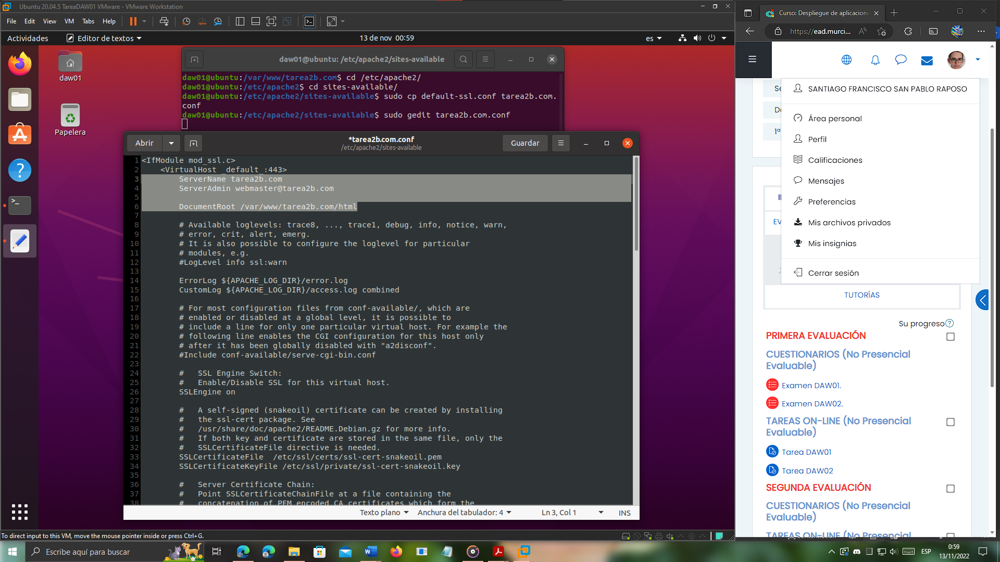 Ubuntu 20.04.5 TareaDAW01 VMware - VMware Workstation
File Edit View VM Tabs Help
Actividades
Editor de textos
13 de nov 00:59
es
daw01
Papelera
daw01@ubuntu: /etc/apache2/sites-available
daw01@ubuntu:/var/www/tarea2b.com$ cd /etc/apache2/
daw01@ubuntu:/etc/apache2$ cd sites-available/
daw01@ubuntu:/etc/apache2/sites-available$ sudo cp default-ssl.conf tarea2b.com.
conf
daw01@ubuntu:/etc/apache2/sites-available$ sudo gedit tarea2b.com.conf
Abrir
*tarea2b.com.conf
/etc/apache2/sites-available
Guardar
1 <IfModule mod_ssl.c>
2 <VirtualHost _default_:443>
3 ServerName tarea2b.com
4 ServerAdmin webmaster@tarea2b.com
5
6 DocumentRoot /var/www/tarea2b.com/html
7
8 # Available loglevels: trace8, ..., trace1, debug, info, notice, warn,
9 # error, crit, alert, emerg.
10 # It is also possible to configure the loglevel for particular
11 # modules, e.g.
12 #LogLevel info ssl:warn
13
14 ErrorLog ${APACHE_LOG_DIR}/error.log
15 CustomLog ${APACHE_LOG_DIR}/access.log combined
16
17 # For most configuration files from conf-available/, which are
18 # enabled or disabled at a global level, it is possible to
19 # include a line for only one particular virtual host. For example the
20 # following line enables the CGI configuration for this host only
21 # after it has been globally disabled with "a2disconf".
22 #Include conf-available/serve-cgi-bin.conf
23
24 # SSL Engine Switch:
25 # Enable/Disable SSL for this virtual host.
26 SSLEngine on
27
28 # A self-signed (snakeoil) certificate can be created by installing
29 # the ssl-cert package. See
30 # /usr/share/doc/apache2/README.Debian.gz for more info.
31 # If both key and certificate are stored in the same file, only the
32 # SSLCertificateFile directive is needed.
33 SSLCertificateFile /etc/ssl/certs/ssl-cert-snakeoil.pem
34 SSLCertificateKeyFile /etc/ssl/private/ssl-cert-snakeoil.key
35
36 # Server Certificate Chain:
37 # Point SSLCertificateChainFile at a file containing the
38 # concatenation of PEM encoded CA certificates which form the
Texto plano
Anchura del tabulador: 4
Ln 3, Col 1
INS
To direct input to this VM, move the mouse pointer inside or press Ctrl+G.
Curso: Despliegue de aplicacione
https://ead.murci...
SANTIAGO FRANCISCO SAN PABLO RAPOSO
Área personal
Perfil
Calificaciones
Mensajes
Preferencias
Mis archivos privados
Mis insignias
Cerrar sesión
TUTORÍAS
Su progreso
PRIMERA EVALUACIÓN
CUESTIONARIOS (No Presencial
Evaluable)
Examen DAW01.
Examen DAW02.
TAREAS ON-LINE (No Presencial
Evaluable)
Tarea DAW01
Tarea DAW02
SEGUNDA EVALUACIÓN
CUESTIONARIOS (No Presencial
Evaluable)
TAREAS ON-LINE (No Presencial
Escribe aquí para buscar
ESP
0:59
13/11/2022